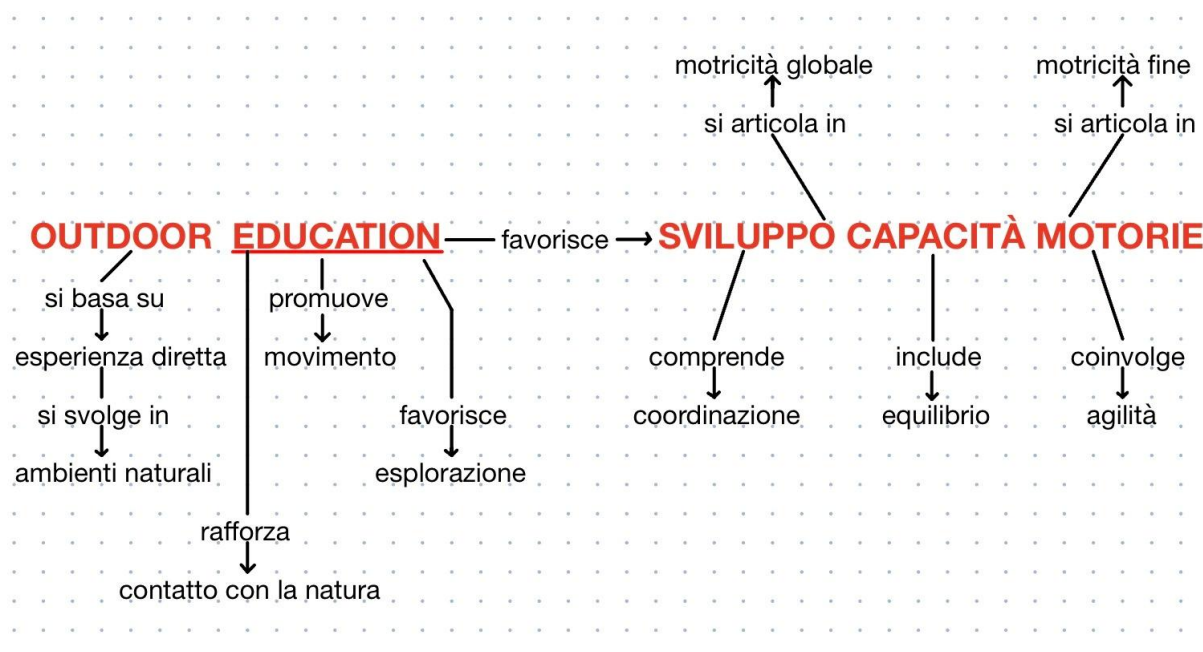 motricità globale
motricità fine
si articola in
si articola in
OUTDOOR EDUCATION
favorisce
SVILUPPO CAPACITÀ MOTORIE
si basa su
promuove
esperienza diretta
movimento
comprende
include
coinvolge
si svolge in
favorisce
coordinazione
equilibrio
agilità
ambienti naturali
esplorazione
rafforza
contatto con la natura